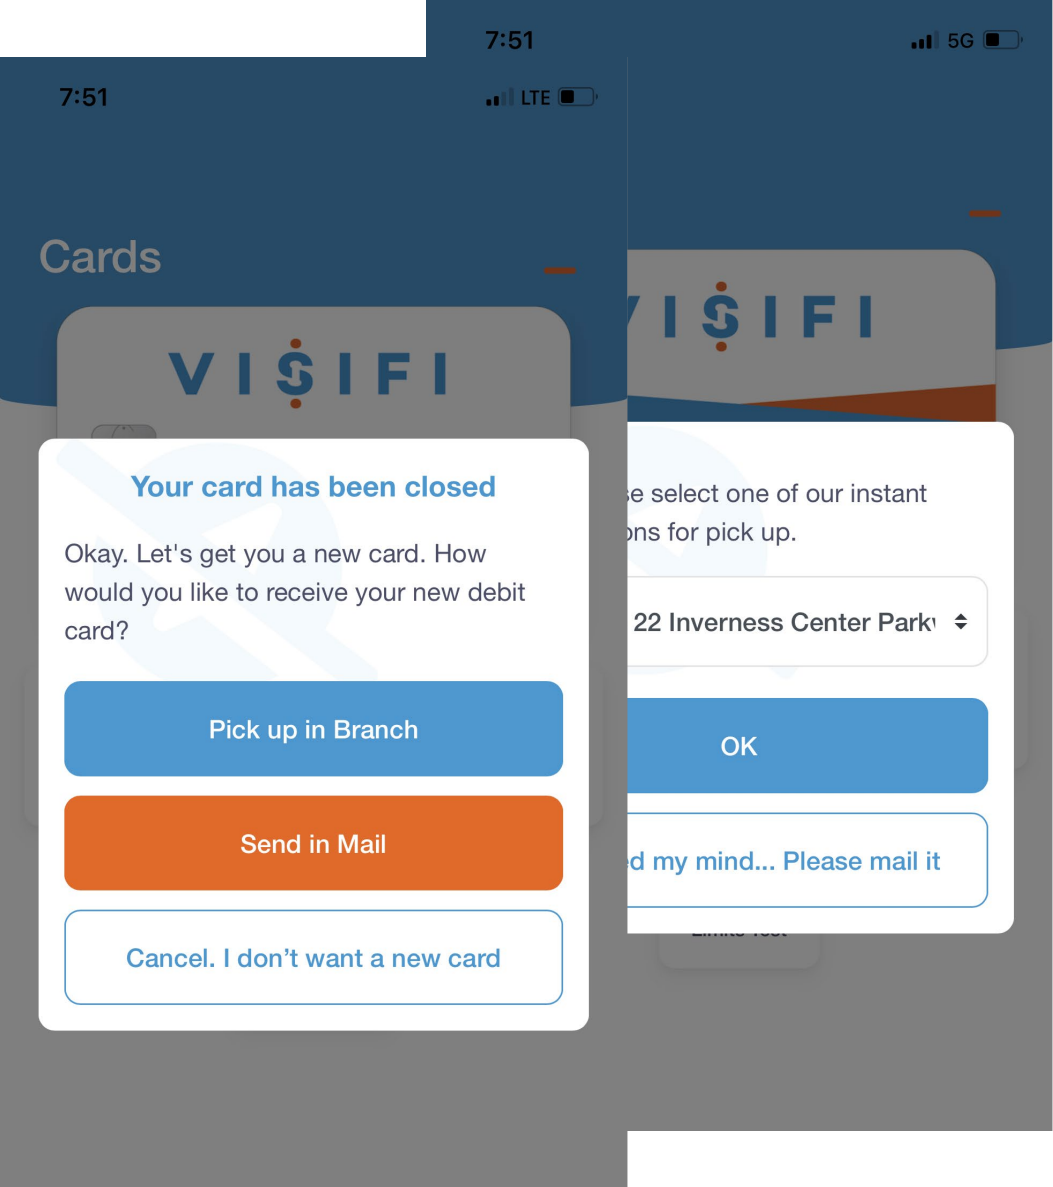 7:51
5G
7:51
LTE
Cards
VISIFI
VISIFI
Your card has been closed
Okay. Let's get you a new card. How
would you like to receive your new debit
card?
Pick up in Branch
Send in Mail
Cancel. I don’t want a new card
select one of our instant
for pick up.
22 Inverness Center
OK
my mind... Please mail it